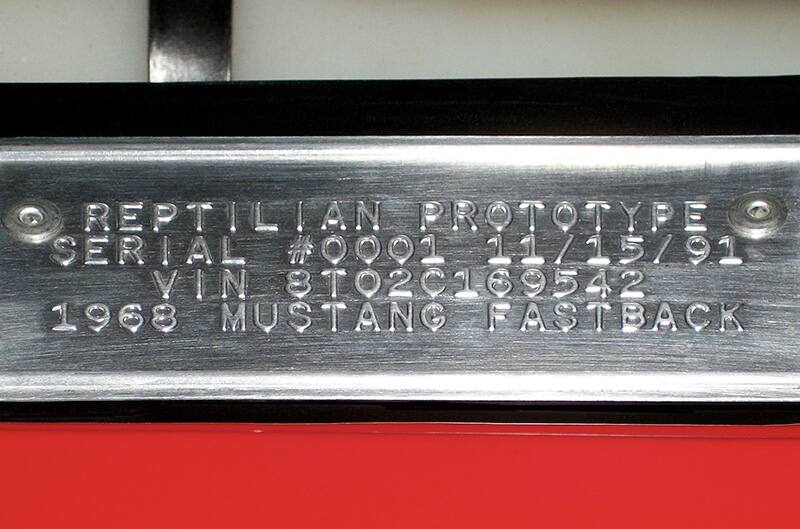 REPTILIAN PROTOTYPE
SERIAL #0001 11/15/91
VIN 8T02C169542
1968 MUSTANG FASTBACK